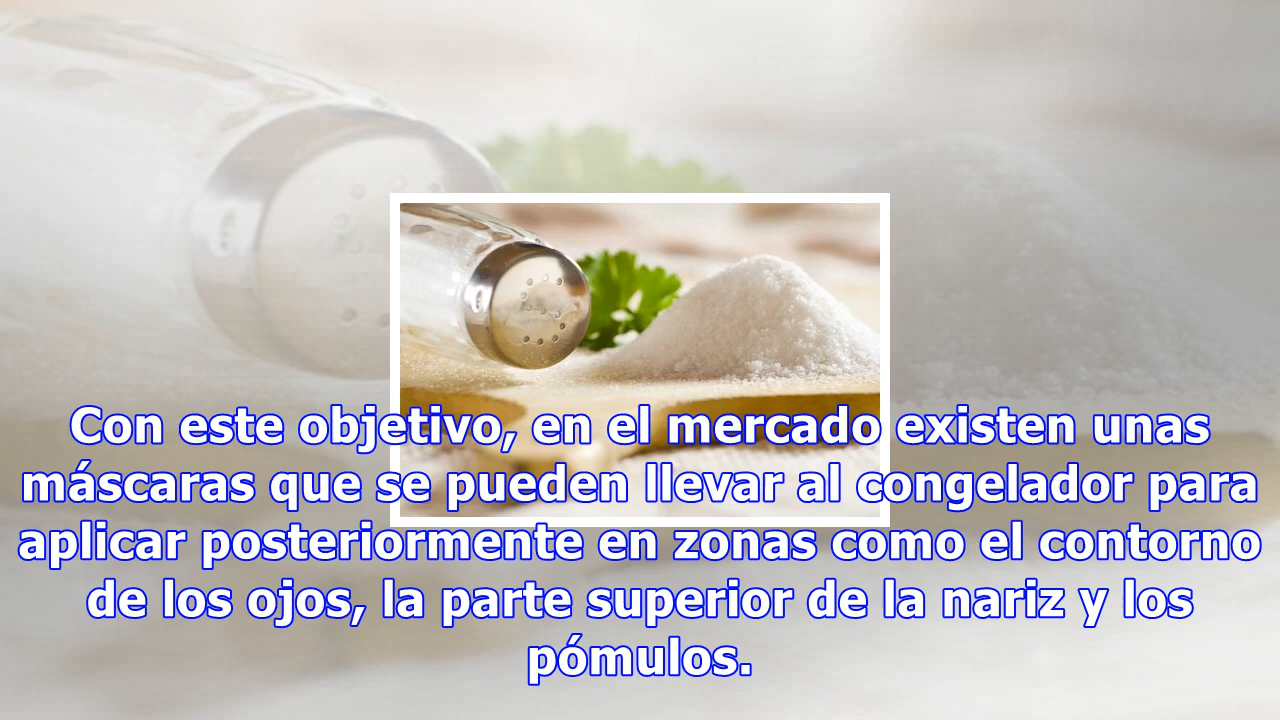 Con este objetivo, en el mercado existen unas
máscaras que se pueden llevar al congelador para
aplicar posteriormente en zonas como el contorno
de los ojos, la parte superior de la nariz y los
pómulos.